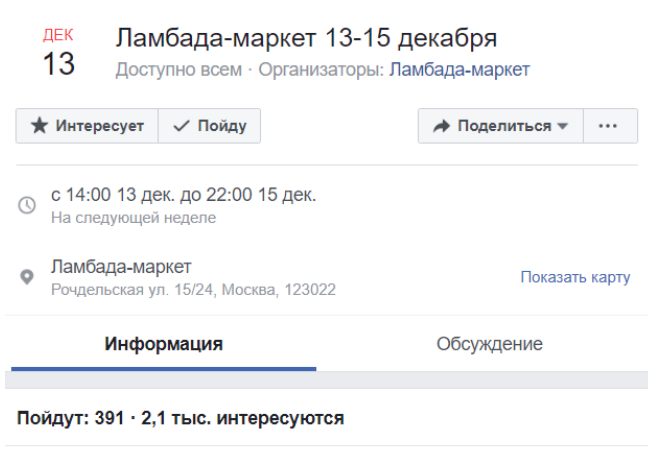 ДЕК
13
Ламбада-маркет 13-15 декабря
Доступно всем · Организаторы: Ламбада-маркет
Интересует
Пойду
Поделиться
с 14:00 13 дек. до 22:00 15 дек.
На следующей неделе
Ламбада-маркет
Рочдельская ул. 15/24, Москва, 123022
Показать карту
Информация
Обсуждение
Пойдут: 391 · 2,1 тыс. интересуются